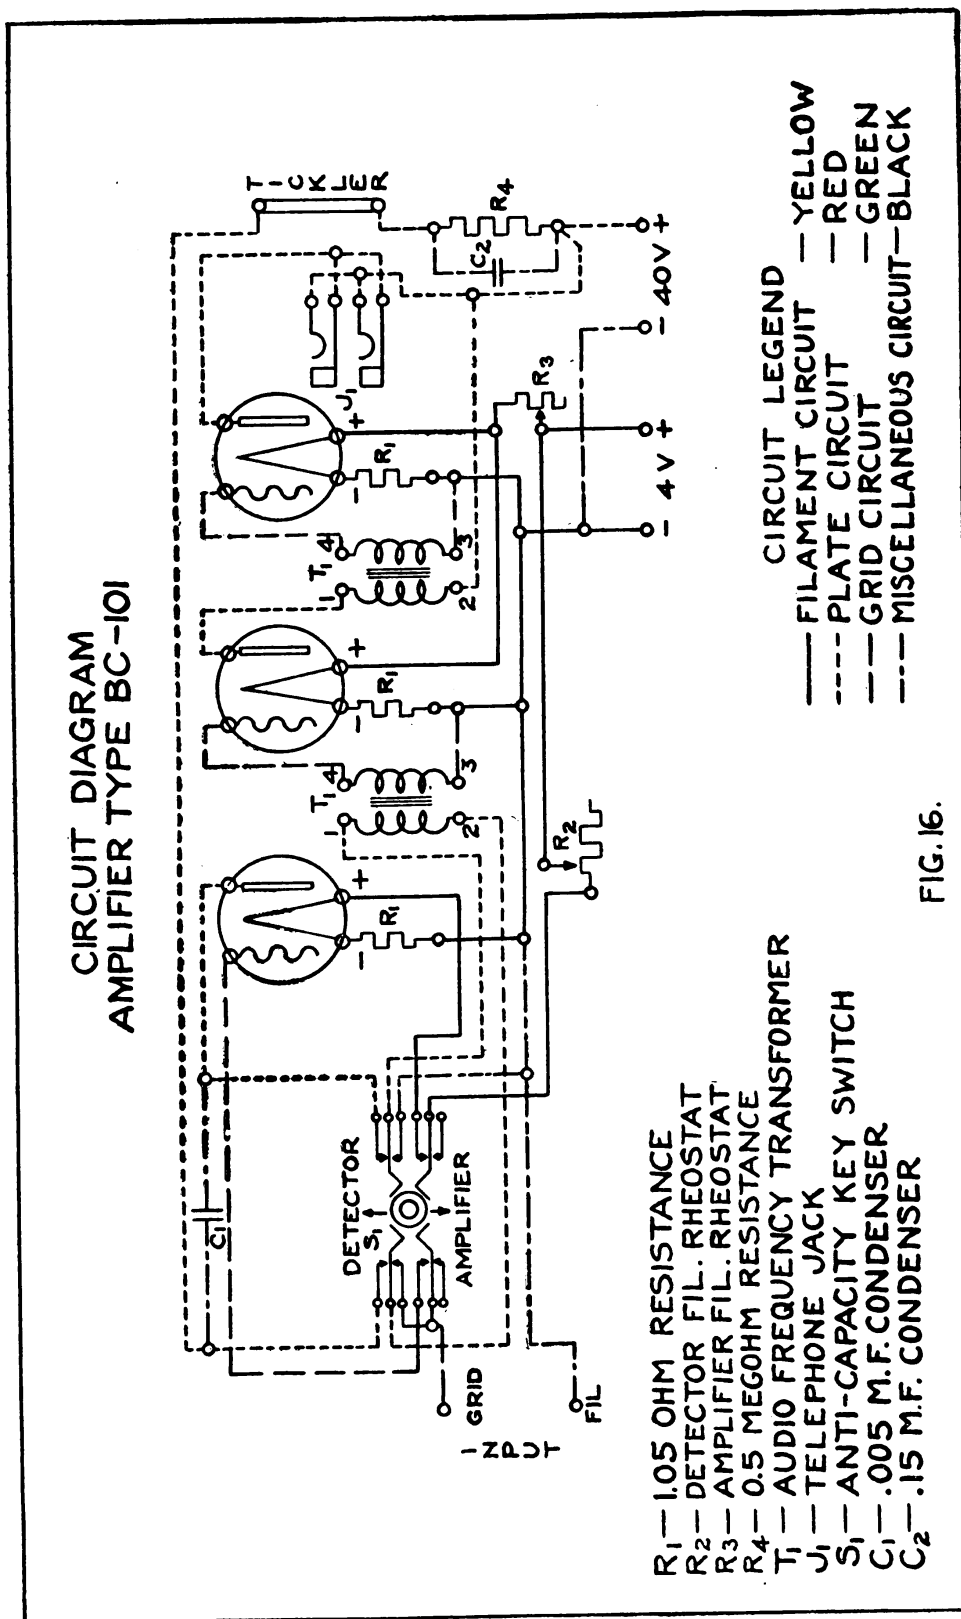 CIRCUIT DIAGRAM
AMPLIFIER TYPE BC-101
C₁
DETECTOR
S₁
AMPLIFIER
INPUT
GRID
FIL
R₁
+
−
T₁
1
4
2
3
R₁
+
−
T₁
1
4
2
3
R₁
+
−
J₁
TICKLER
C₂
R₄
R₂
R₃
− 4V +
− 40V +
R₁—1.05 OHM RESISTANCE
R₂—DETECTOR FIL. RHEOSTAT
R₃—AMPLIFIER FIL. RHEOSTAT
R₄—0.5 MEGOHM RESISTANCE
T₁—AUDIO FREQUENCY TRANSFORMER
J₁—TELEPHONE JACK
S₁—ANTI-CAPACITY KEY SWITCH
C₁—.005 M.F. CONDENSER
C₂—.15 M.F. CONDENSER
CIRCUIT LEGEND
FILAMENT CIRCUIT —YELLOW
PLATE CIRCUIT —RED
GRID CIRCUIT —GREEN
MISCELLANEOUS CIRCUIT—BLACK
FIG. 16.